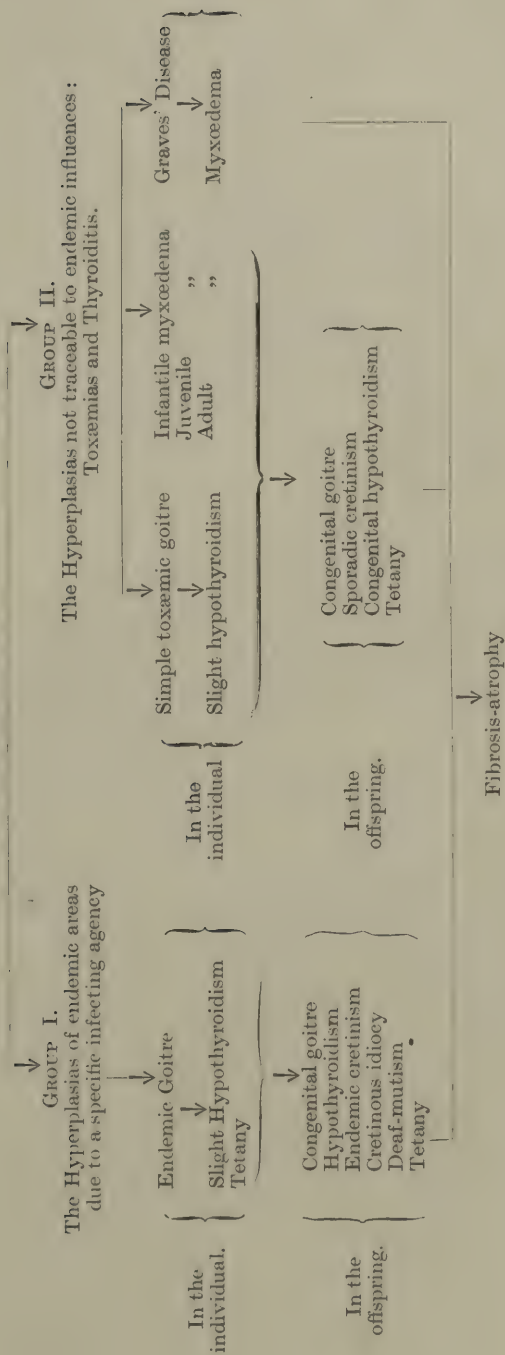 GROUP I.
The Hyperplasias of endemic areas
due to a specific infecting agency
In the
individual.
Endemic Goitre
Slight Hypothyroidism
Tetany
In the
offspring.
Congenital goitre
Hypothyroidism
Endemic cretinism
Cretinous idiocy
Deaf-mutism
Tetany
GROUP II.
The Hyperplasias not traceable to endemic influences:
Toxæmias and Thyroiditis.
In the
individual
Simple toxæmic goitre
Slight hypothyroidism
Infantile myxœdema
Juvenile „
Adult „
Graves' Disease
Myxœdema
In the
offspring.
Congenital goitre
Sporadic cretinism
Congenital hypothyroidism
Tetany
Fibrosis-atrophy